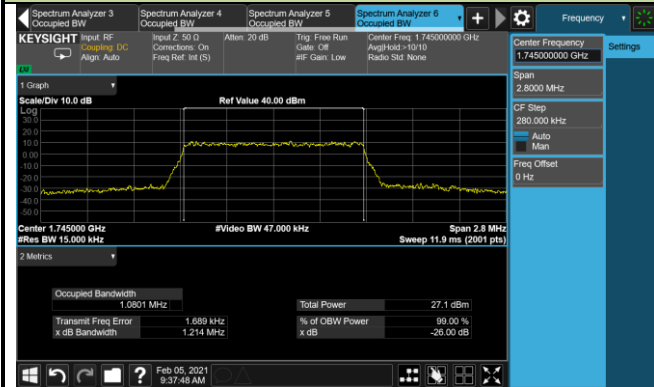 Spectrum Analyzer 3
Occupied BW
Spectrum Analyzer 4
Occupied BW
Spectrum Analyzer 5
Occupied BW
Spectrum Analyzer 6
Occupied BW
Frequency
KEYSIGHT
Input: RF
Coupling: DC
Align: Auto
Input Z: 50 Ω
Corrections: On
Freq Ref: Int (S)
Atten: 20 dB
Trig: Free Run
Gate: Off
#IF Gain: Low
Center Freq: 1.745000000 GHz
Avg|Hold:>10/10
Radio Std: None
Center Frequency
1.745000000 GHz
Settings
Span
2.8000 MHz
CF Step
280.000 kHz
Auto
Man
Freq Offset
0 Hz
1 Graph
Scale/Div 10.0 dB
Ref Value 40.00 dBm
Log
30.0
20.0
10.0
0.00
-10.0
-20.0
-30.0
-40.0
-50.0
Center 1.745000 GHz
#Video BW 47.000 kHz
Span 2.8 MHz
#Res BW 15.000 kHz
Sweep 11.9 ms (2001 pts)
2 Metrics
Occupied Bandwidth
1.0801 MHz
Total Power
27.1 dBm
Transmit Freq Error
1.689 kHz
% of OBW Power
99.00 %
x dB Bandwidth
1.214 MHz
x dB
-26.00 dB
?
Feb 05, 2021
9:37:48 AM